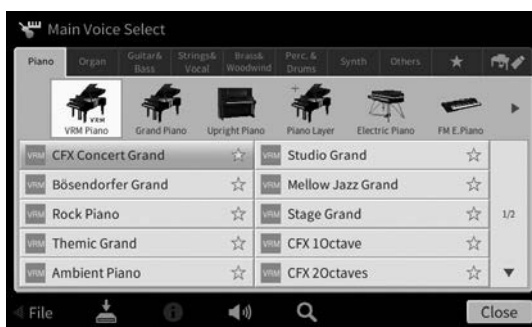 Main Voice Select
Piano Organ Guitar& Bass Strings& Vocal Brass& Woodwind Perc. & Drums Synth Others
VRM
VRM Piano Grand Piano Upright Piano Piano Layer Electric Piano FM E.Piano
VRM CFX Concert Grand VRM Studio Grand
VRM Bösendorfer Grand VRM Mellow Jazz Grand
VRM Rock Piano VRM Stage Grand 1/2
VRM Themic Grand VRM CFX 1Octave
VRM Ambient Piano VRM CFX 2Octaves
File Close